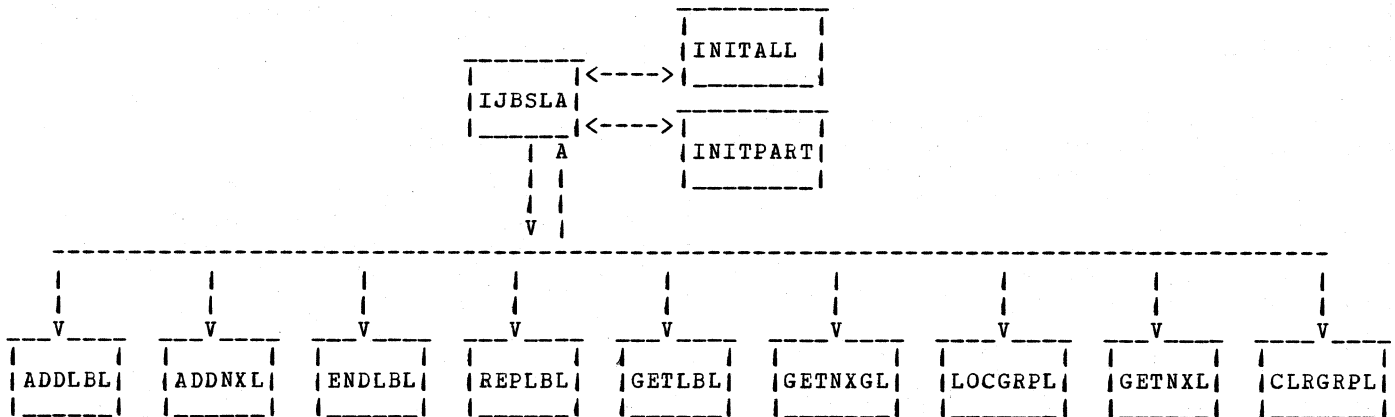 INITALL
IJBSLA
INITPART
ADDLBL ADDNXL ENDLBL REPLBL GETLBL GETNXGL LOCGRPL GETNXL CLRGRPL